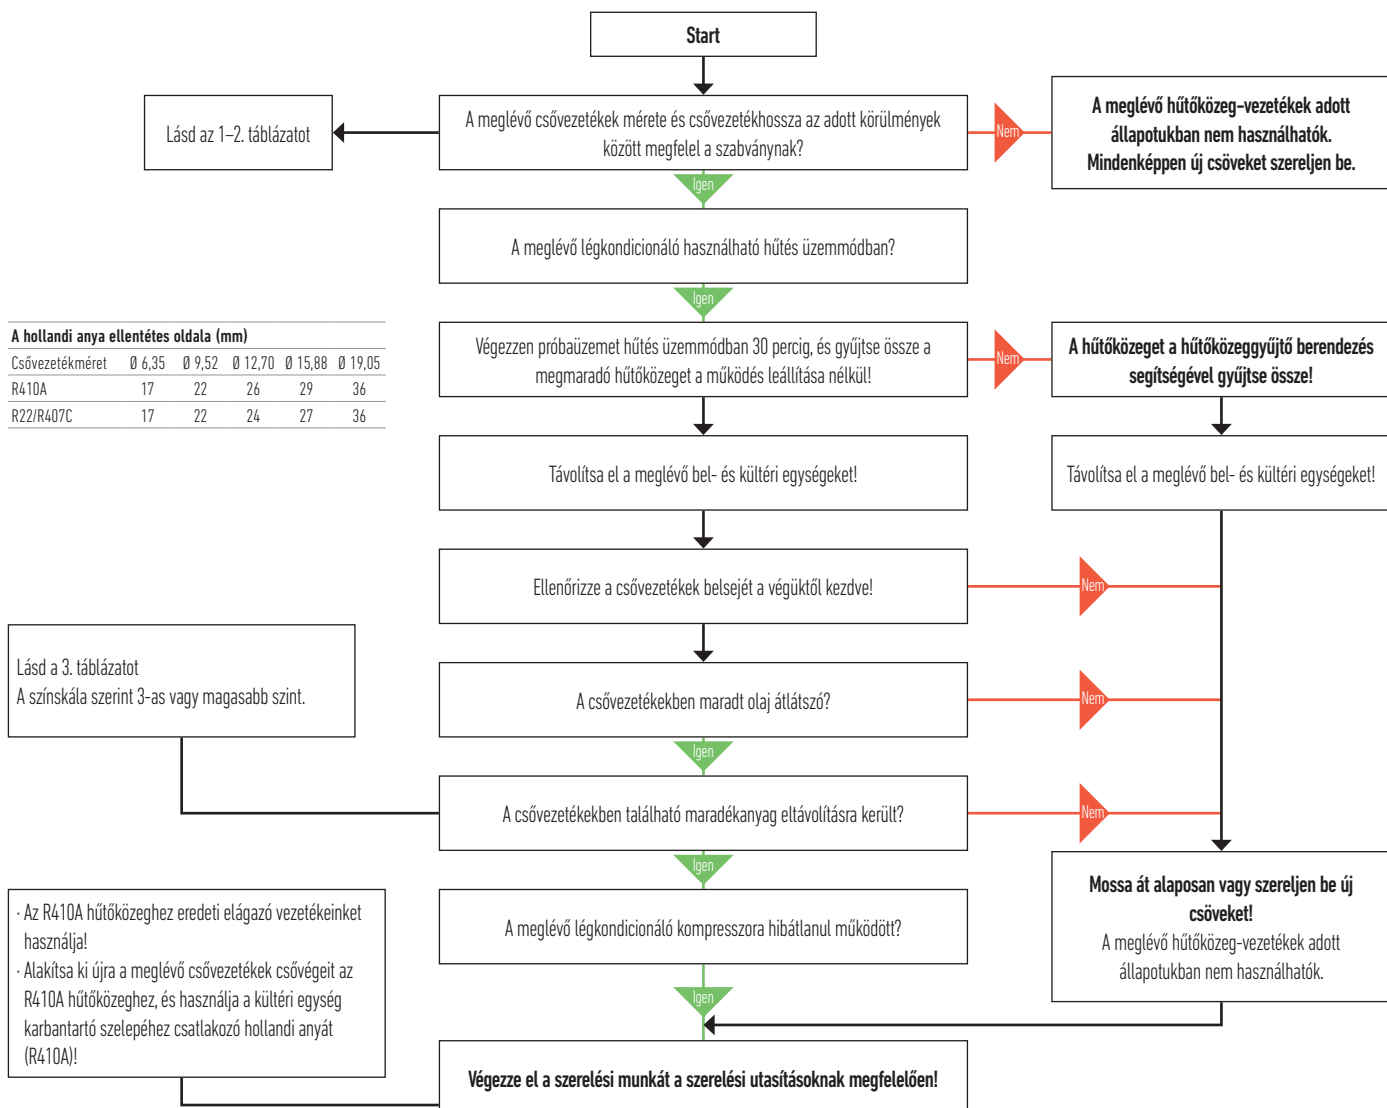 Start
Lásd az 1–2. táblázatot
A meglévő csővezetékek mérete és csővezetékhossza az adott körülmények
között megfelel a szabványnak?
Nem
A meglévő hűtőközeg-vezetékek adott
állapotukban nem használhatók.
Mindenképpen új csöveket szereljen be.
Igen
A meglévő légkondicionáló használható hűtés üzemmódban?
Igen
A hollandi anya ellentétes oldala (mm)
Csővezetékméret Ø 6,35 Ø 9,52 Ø 12,70 Ø 15,88 Ø 19,05
R410A 17 22 26 29 36
R22/R407C 17 22 24 27 36
Végezzen próbaüzemet hűtés üzemmódban 30 percig, és gyűjtse össze a
megmaradó hűtőközeget a működés leállítása nélkül!
Nem
A hűtőközeget a hűtőközeggyűjtő berendezés
segítségével gyűjtse össze!
Távolítsa el a meglévő bel- és kültéri egységeket!
Távolítsa el a meglévő bel- és kültéri egységeket!
Ellenőrizze a csővezetékek belsejét a végüktől kezdve!
Nem
Lásd a 3. táblázatot
A színskála szerint 3-as vagy magasabb szint.
A csővezetékekben maradt olaj átlátszó?
Nem
Igen
A csővezetékekben található maradékanyag eltávolításra került?
Nem
Igen
Mossa át alaposan vagy szereljen be új
csöveket!
A meglévő hűtőközeg-vezetékek adott
állapotukban nem használhatók.
· Az R410A hűtőközeghez eredeti elágazó vezetékeinket
használja!
· Alakítsa ki újra a meglévő csővezetékek csővégeit az
R410A hűtőközeghez, és használja a kültéri egység
karbantartó szelepéhez csatlakozó hollandi anyát
(R410A)!
A meglévő légkondicionáló kompresszora hibátlanul működött?
Igen
Végezze el a szerelési munkát a szerelési utasításoknak megfelelően!